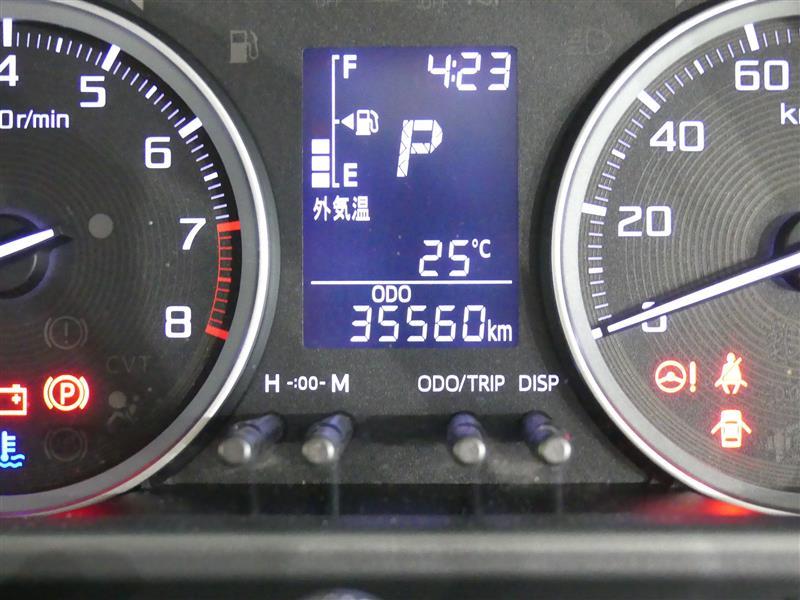 4
5
6
7
8
0r/min
CVT
F
4:23
P
E
外気温
25℃
ODO
35560km
H -:00- M
ODO/TRIP DISP
60
40
20
0
k
(P)
!